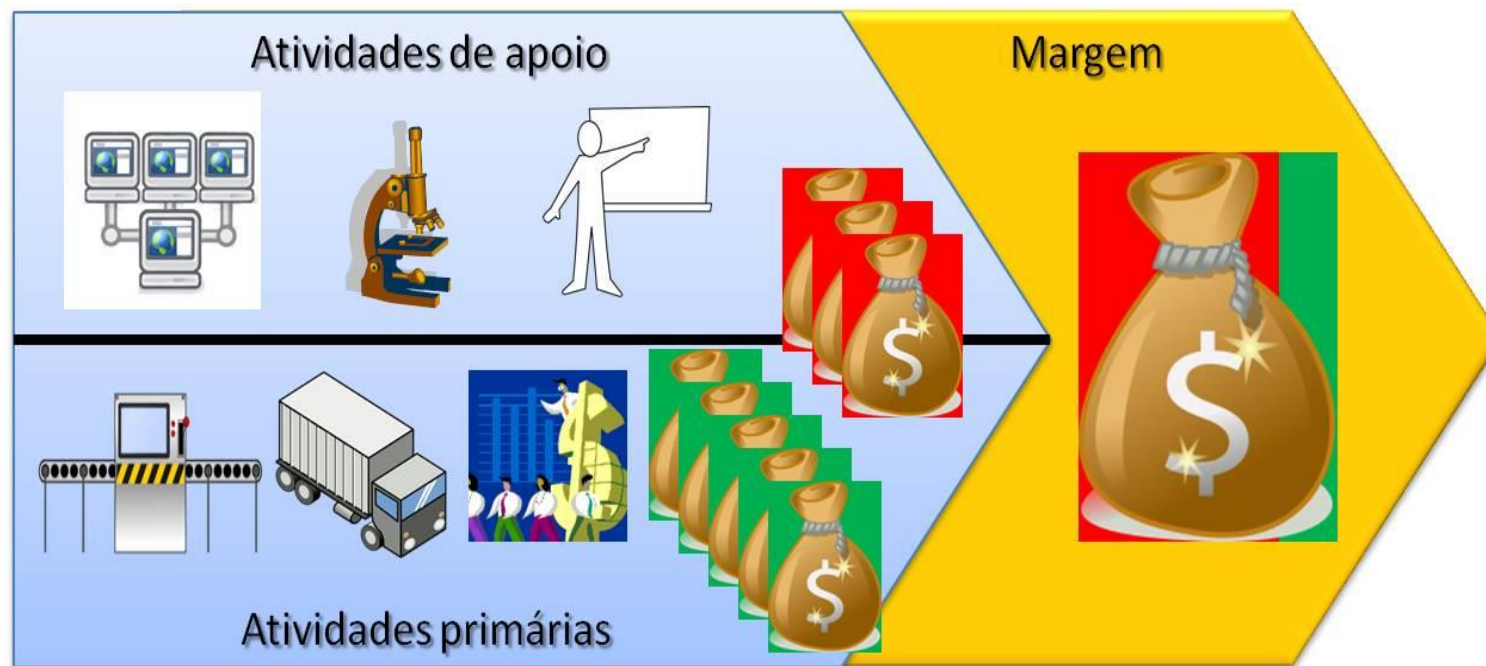 Atividades de apoio
Margem
$
$
$
Atividades primárias